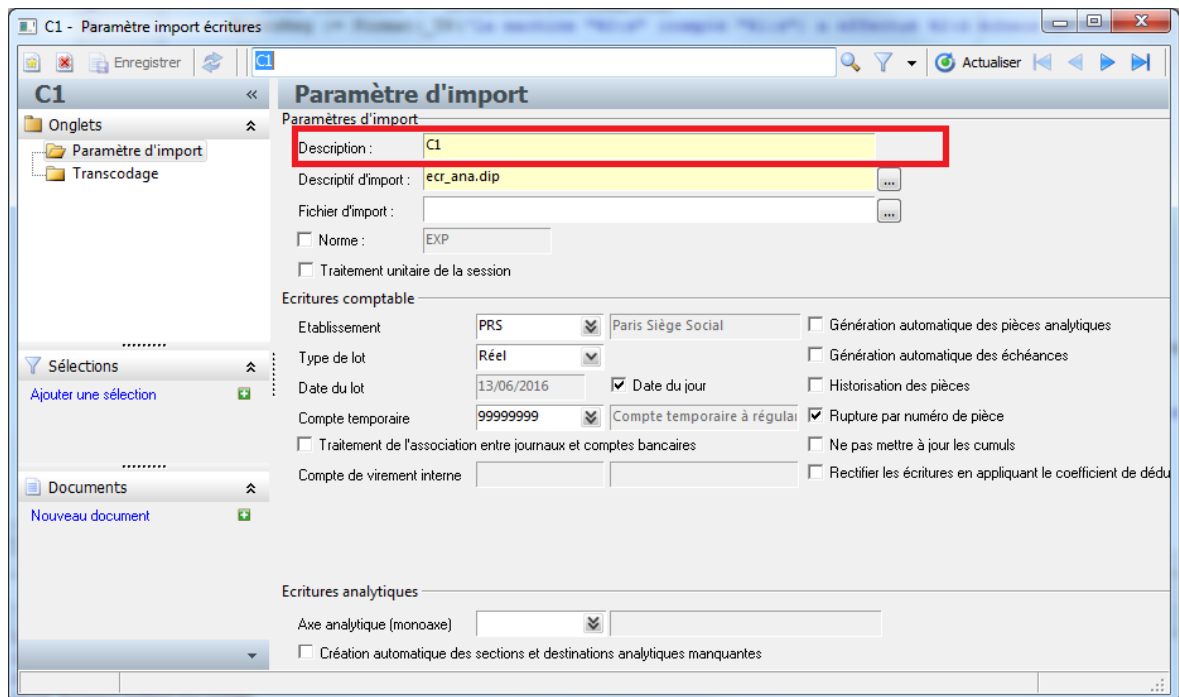 C1 - Paramètre import écritures
Enregistrer
C1
Actualiser
C1
«
Onglets
Paramètre d'import
Transcodage
Sélections
Ajouter une sélection
Documents
Nouveau document
Paramètre d'import
Paramètres d'import
Description : C1
Descriptif d'import : ecr_ana.dip ...
Fichier d'import : ...
Norme : EXP
Traitement unitaire de la session
Ecritures comptable
Etablissement PRS Paris Siège Social Génération automatique des pièces analytiques
Type de lot Réel Génération automatique des échéances
Date du lot 13/06/2016 Date du jour Historisation des pièces
Compte temporaire 99999999 Compte temporaire à régular Rupture par numéro de pièce
Traitement de l'association entre journaux et comptes bancaires Ne pas mettre à jour les cumuls
Compte de virement interne Rectifier les écritures en appliquant le coefficient de dédu
Ecritures analytiques
Axe analytique (monoaxe)
Création automatique des sections et destinations analytiques manquantes